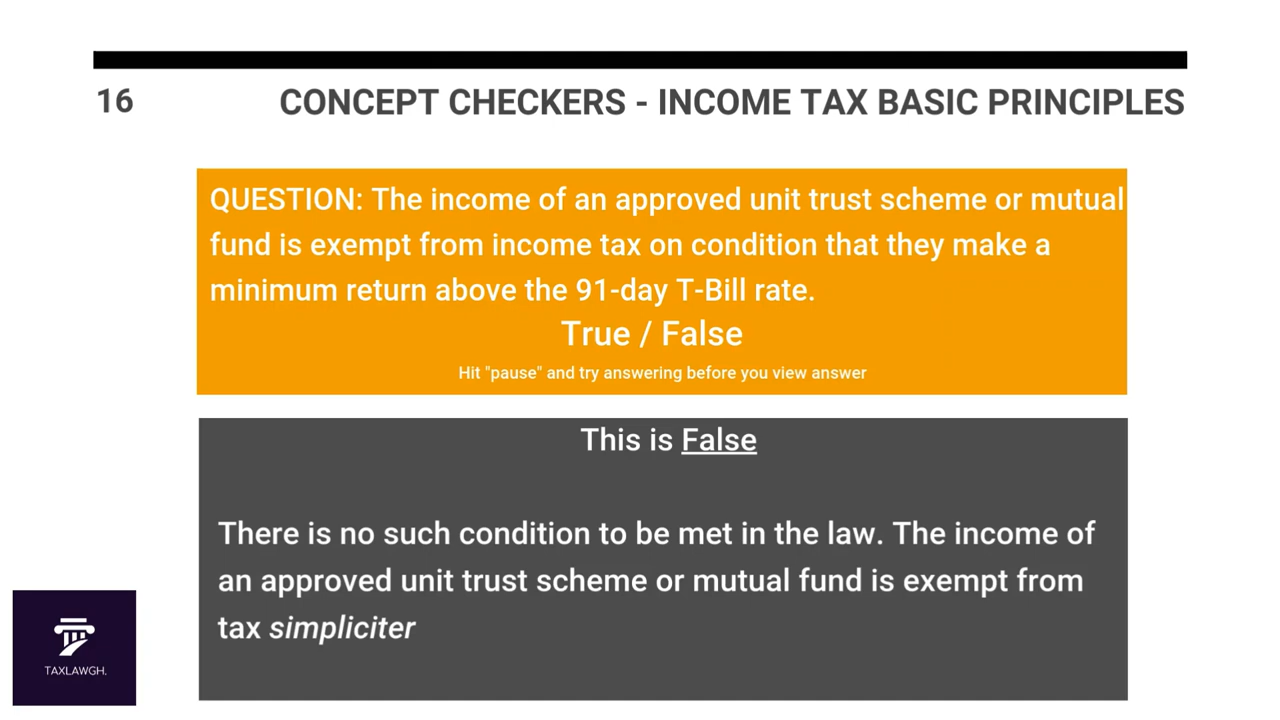 16
CONCEPT CHECKERS - INCOME TAX BASIC PRINCIPLES
QUESTION: The income of an approved unit trust scheme or mutual
fund is exempt from income tax on condition that they make a
minimum return above the 91-day T-Bill rate.
True / False
Hit "pause" and try answering before you view answer
This is False
There is no such condition to be met in the law. The income of
an approved unit trust scheme or mutual fund is exempt from
tax simpliciter
TAXLAWGH.